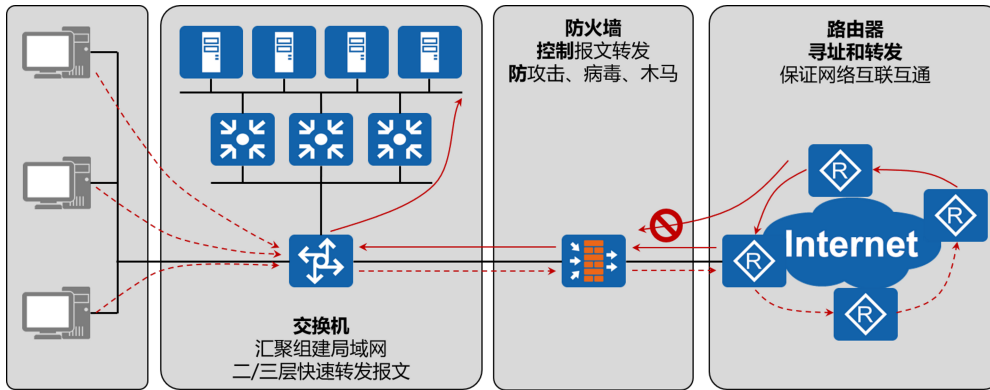 防火墙
控制报文转发
防攻击、病毒、木马
路由器
寻址和转发
保证网络互联互通
R
R
R
Internet
R
交换机
汇聚组建局域网
二/三层快速转发报文